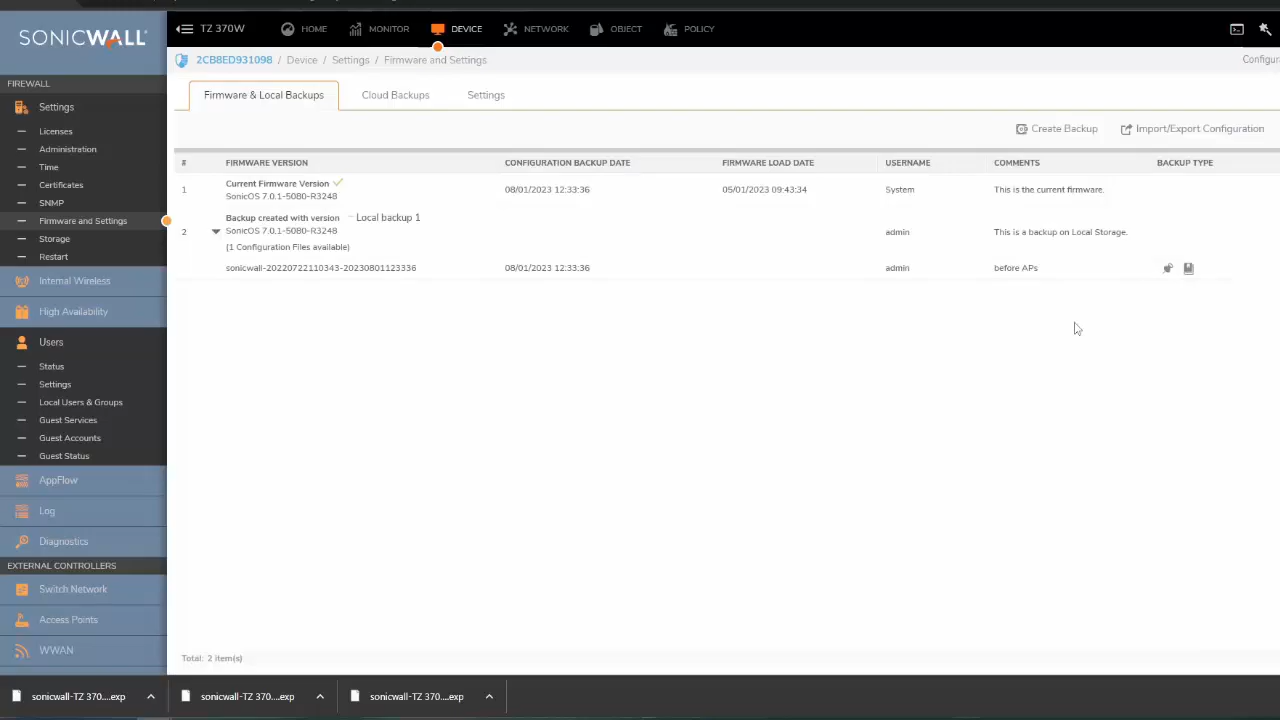 SONICWALL
TZ 370W
HOME
MONITOR
DEVICE
NETWORK
OBJECT
POLICY
2CB8ED931098 / Device / Settings / Firmware and Settings
Configur
FIREWALL
Settings
Licenses
Administration
Time
Certificates
SNMP
Firmware and Settings
Storage
Restart
Internal Wireless
High Availability
Users
Status
Settings
Local Users & Groups
Guest Services
Guest Accounts
Guest Status
AppFlow
Log
Diagnostics
EXTERNAL CONTROLLERS
Switch Network
Access Points
WWAN
Firmware & Local Backups
Cloud Backups
Settings
Create Backup
Import/Export Configuration
# FIRMWARE VERSION CONFIGURATION BACKUP DATE FIRMWARE LOAD DATE USERNAME COMMENTS BACKUP TYPE
Current Firmware Version
1 SonicOS 7.0.1-5080-R3248 08/01/2023 12:33:36 05/01/2023 09:43:34 System This is the current firmware.
Backup created with version – Local backup 1
2 SonicOS 7.0.1-5080-R3248 admin This is a backup on Local Storage.
(1 Configuration Files available)
sonicwall-20220722110343-20230801123336 08/01/2023 12:33:36 admin before APs
Total: 2 item(s)
sonicwall-TZ 370....exp
sonicwall-TZ 370....exp
sonicwall-TZ 370....exp